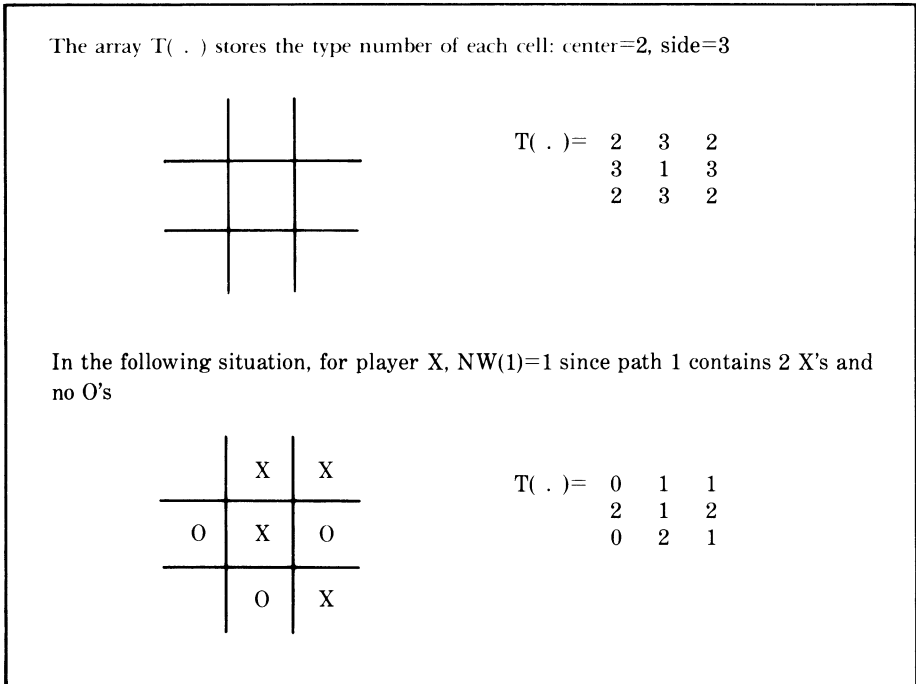 The array T( . ) stores the type number of each cell: center=2, side=3
T( . )= 2 3 2
3 1 3
2 3 2
In the following situation, for player X, NW(1)=1 since path 1 contains 2 X's and
no O's
X X
O X O
O X
T( . )= 0 1 1
2 1 2
0 2 1